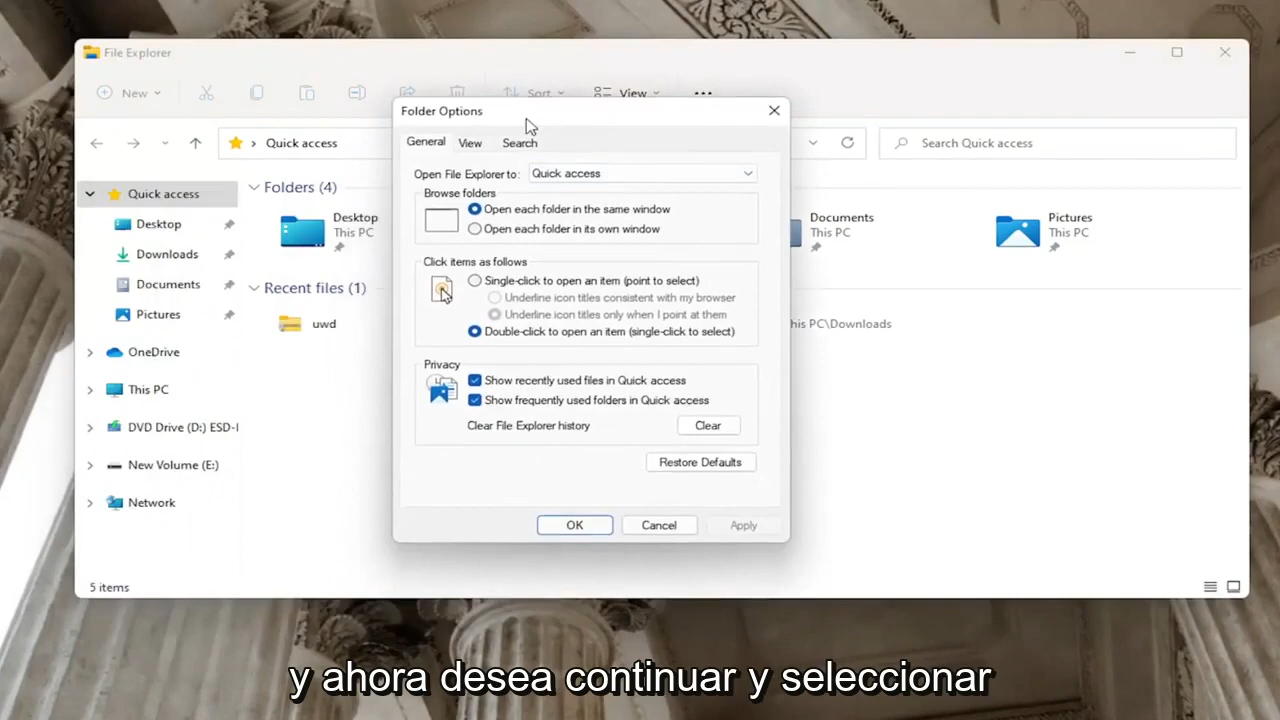 File Explorer
New
Sort
View
Folder Options
General
View
Search
Quick access
Search Quick access
Open File Explorer to:
Quick access
Browse folders
Open each folder in the same window
Open each folder in its own window
Click items as follows
Single-click to open an item (point to select)
Underline icon titles consistent with my browser
Underline icon titles only when I point at them
Double-click to open an item (single-click to select)
Privacy
Show recently used files in Quick access
Show frequently used folders in Quick access
Clear File Explorer history
Clear
Restore Defaults
OK
Cancel
Apply
Quick access
Desktop
Downloads
Documents
Pictures
OneDrive
This PC
DVD Drive (D:) ESD-I
New Volume (E:)
Network
Folders (4)
Desktop
This PC
Documents
This PC
Pictures
This PC
Recent files (1)
uwd
his PC\Downloads
5 items
y ahora desea continuar y seleccionar